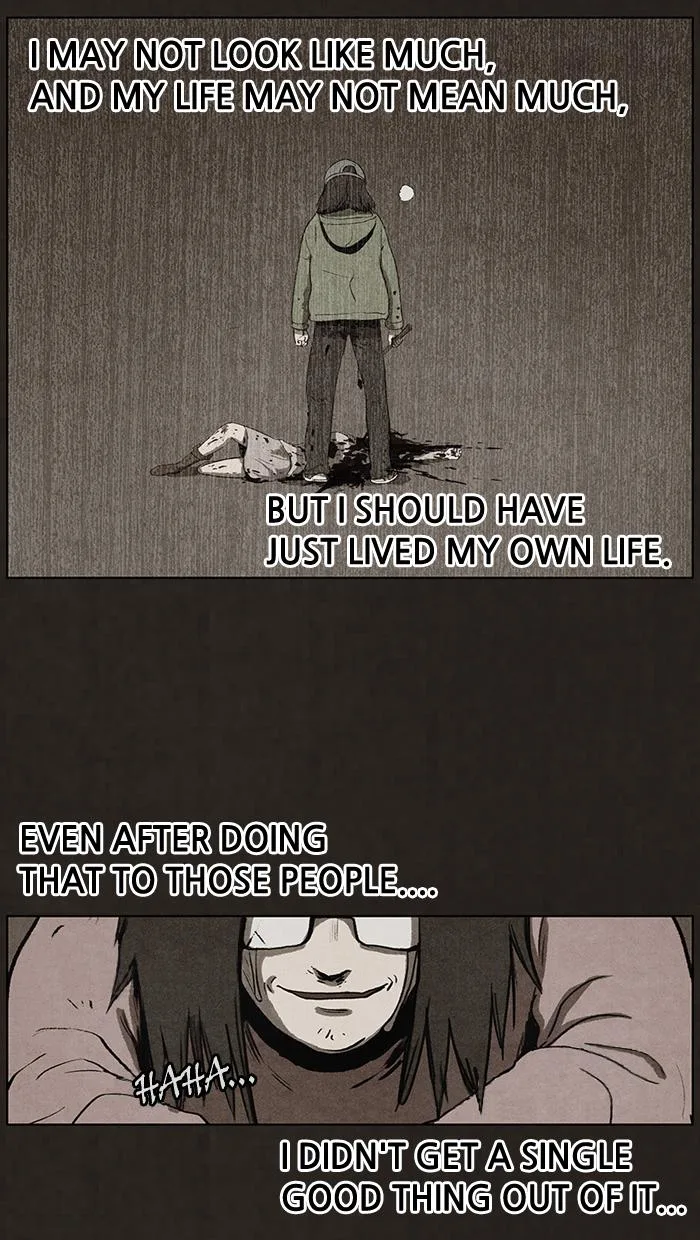 I MAY NOT LOOK LIKE MUCH,
AND MY LIFE MAY NOT MEAN MUCH,
BUT I SHOULD HAVE
JUST LIVED MY OWN LIFE.
EVEN AFTER DOING
THAT TO THOSE PEOPLE....
HAHA...
I DIDN'T GET A SINGLE
GOOD THING OUT OF IT...